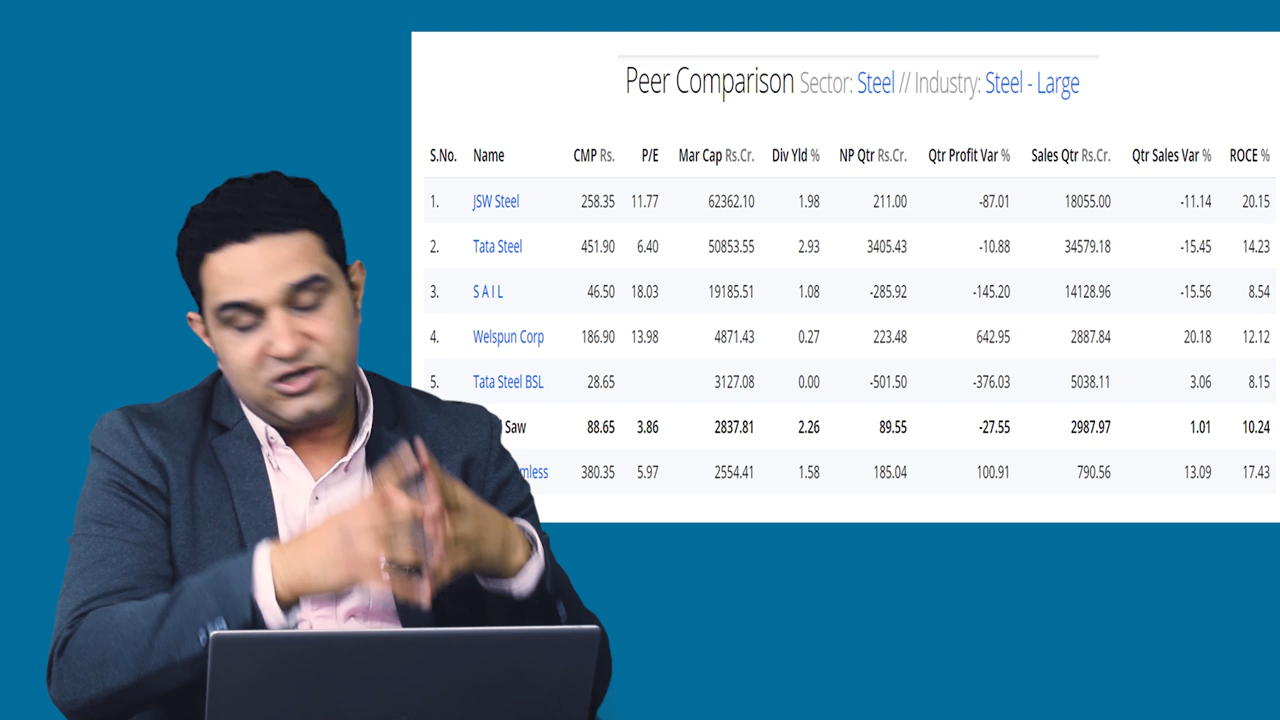 Peer Comparison Sector: Steel // Industry: Steel - Large
S.No. Name CMP Rs. P/E Mar Cap Rs.Cr. Div Yld % NP Qtr Rs.Cr. Qtr Profit Var % Sales Qtr Rs.Cr. Qtr Sales Var % ROCE %
1. JSW Steel 258.35 11.77 62362.10 1.98 211.00 -87.01 18055.00 -11.14 20.15
2. Tata Steel 451.90 6.40 50853.55 2.93 3405.43 -10.88 34579.18 -15.45 14.23
3. S A I L 46.50 18.03 19185.51 1.08 -285.92 -145.20 14128.96 -15.56 8.54
4. Welspun Corp 186.90 13.98 4871.43 0.27 223.48 642.95 2887.84 20.18 12.12
5. Tata Steel BSL 28.65 3127.08 0.00 -501.50 -376.03 5038.11 3.06 8.15
Saw 88.65 3.86 2837.81 2.26 89.55 -27.55 2987.97 1.01 10.24
mless 380.35 5.97 2554.41 1.58 185.04 100.91 790.56 13.09 17.43